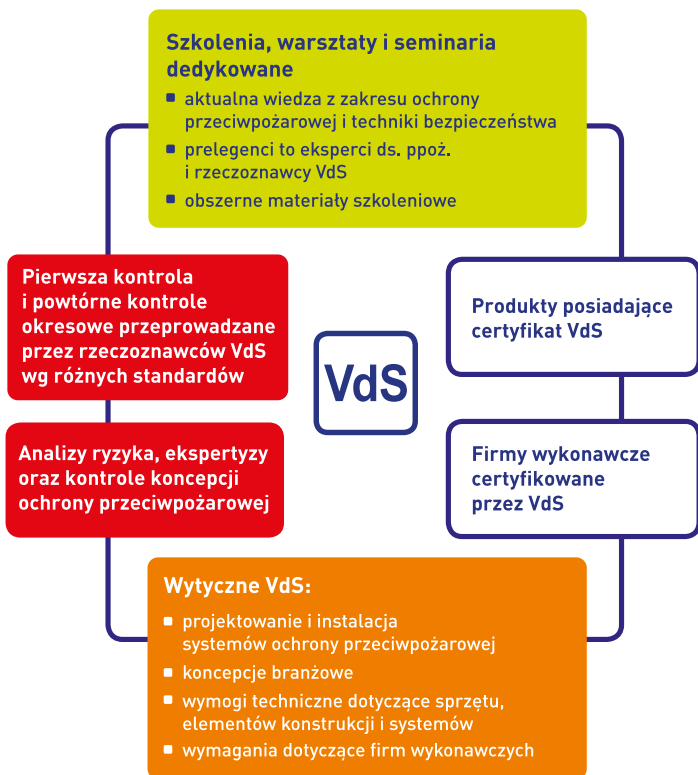 Szkolenia, warsztaty i seminaria
dedykowane
▪ aktualna wiedza z zakresu ochrony
przeciwpożarowej i techniki bezpieczeństwa
▪ prelegenci to eksperci ds. ppoż.
i rzeczoznawcy VdS
▪ obszerne materiały szkoleniowe
Pierwsza kontrola
i powtórne kontrole
okresowe przeprowadzane
przez rzeczoznawców VdS
wg różnych standardów
Produkty posiadające
certyfikat VdS
VdS
Analizy ryzyka, ekspertyzy
oraz kontrole koncepcji
ochrony przeciwpożarowej
Firmy wykonawcze
certyfikowane
przez VdS
Wytyczne VdS:
▪ projektowanie i instalacja
systemów ochrony przeciwpożarowej
▪ koncepcje branżowe
▪ wymogi techniczne dotyczące sprzętu,
elementów konstrukcji i systemów
▪ wymagania dotyczące firm wykonawczych